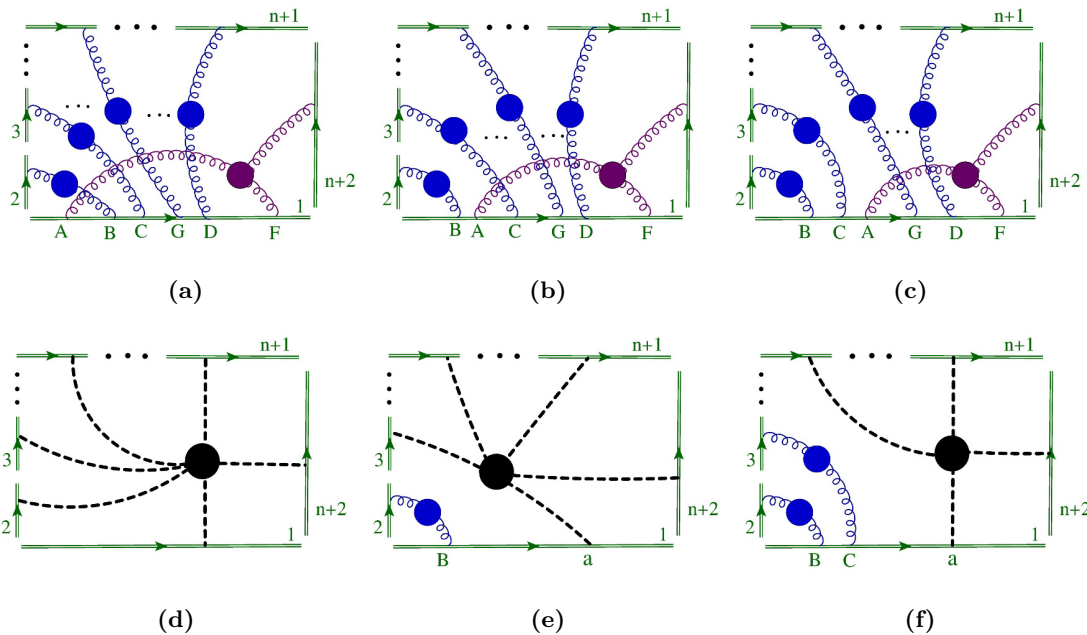 n+1 n+1 n+1
3 3 3
2 n+2 2 n+2 2 n+2
1 1 1
A B C G D F B A C G D F B C A G D F
(a) (b) (c)
n+1 n+1 n+1
3 3 3
2 n+2 2 n+2 2 n+2
1 1 1
B a B C a
(d) (e) (f)